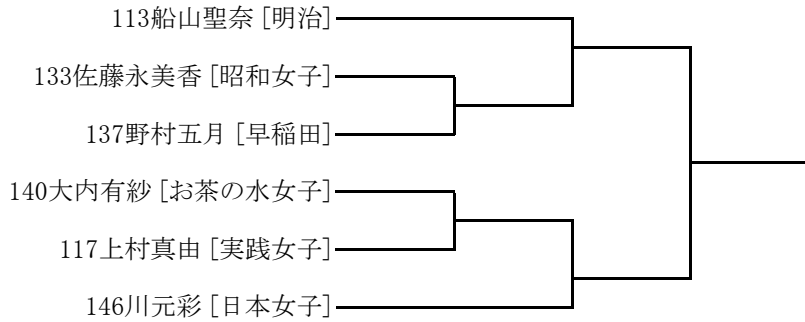 113船山聖奈 [明治]
133佐藤永美香 [昭和女子]
137野村五月 [早稲田]
140大内有紗 [お茶の水女子]
117上村真由 [実践女子]
146川元彩 [日本女子]